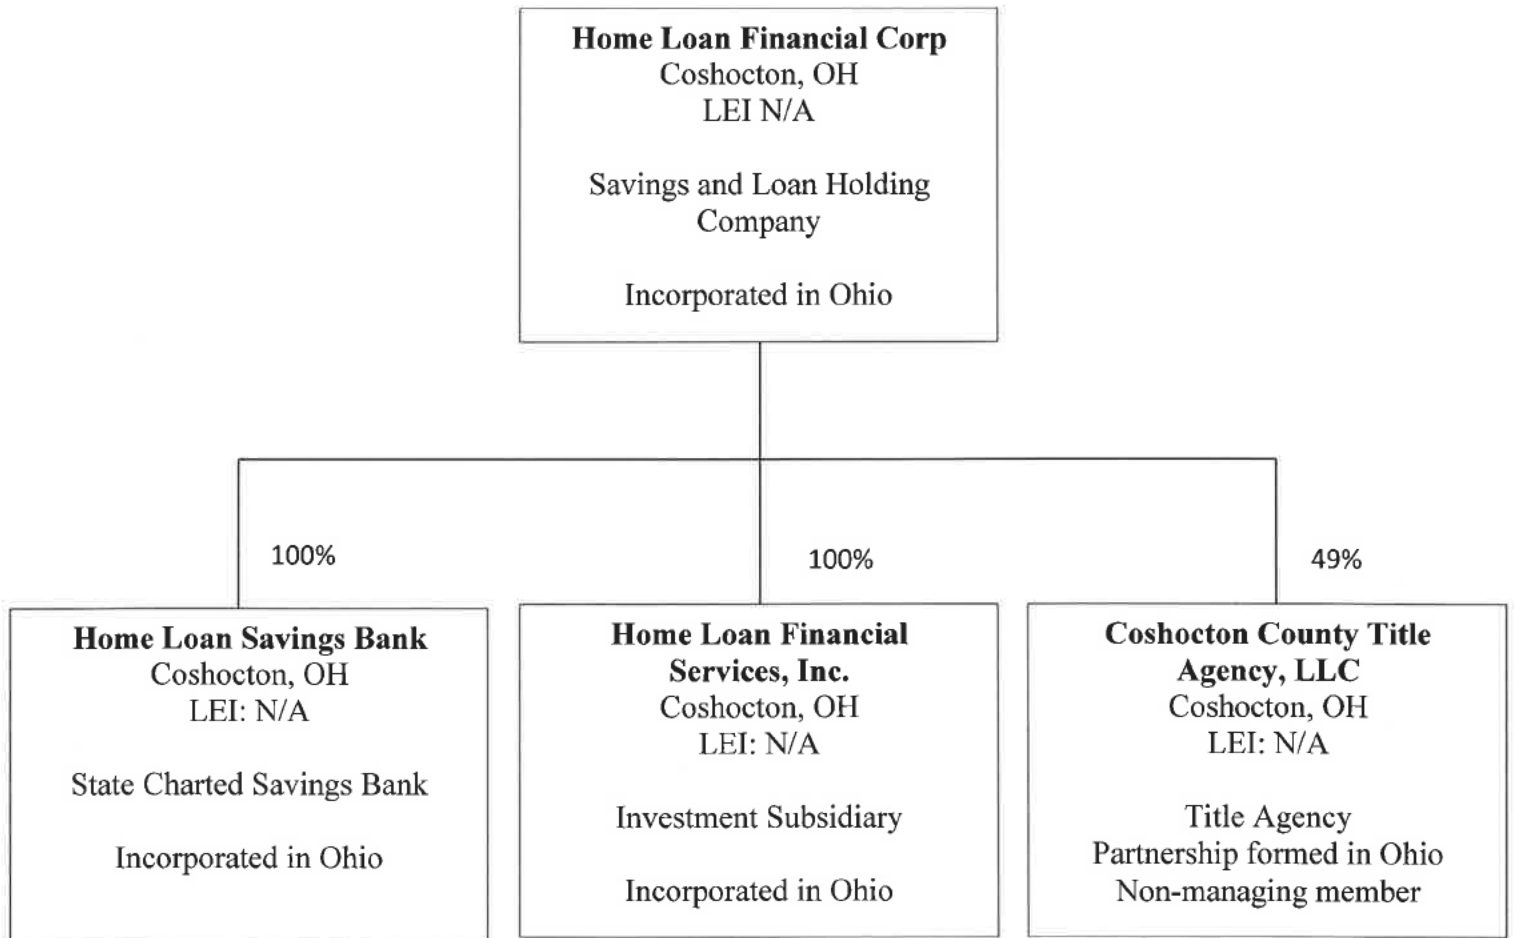 Home Loan Financial Corp
Coshocton, OH
LEI N/A
Savings and Loan Holding
Company
Incorporated in Ohio
100%
100%
49%
Home Loan Savings Bank
Coshocton, OH
LEI: N/A
State Charted Savings Bank
Incorporated in Ohio
Home Loan Financial
Services, Inc.
Coshocton, OH
LEI: N/A
Investment Subsidiary
Incorporated in Ohio
Coshocton County Title
Agency, LLC
Coshocton, OH
LEI: N/A
Title Agency
Partnership formed in Ohio
Non-managing member